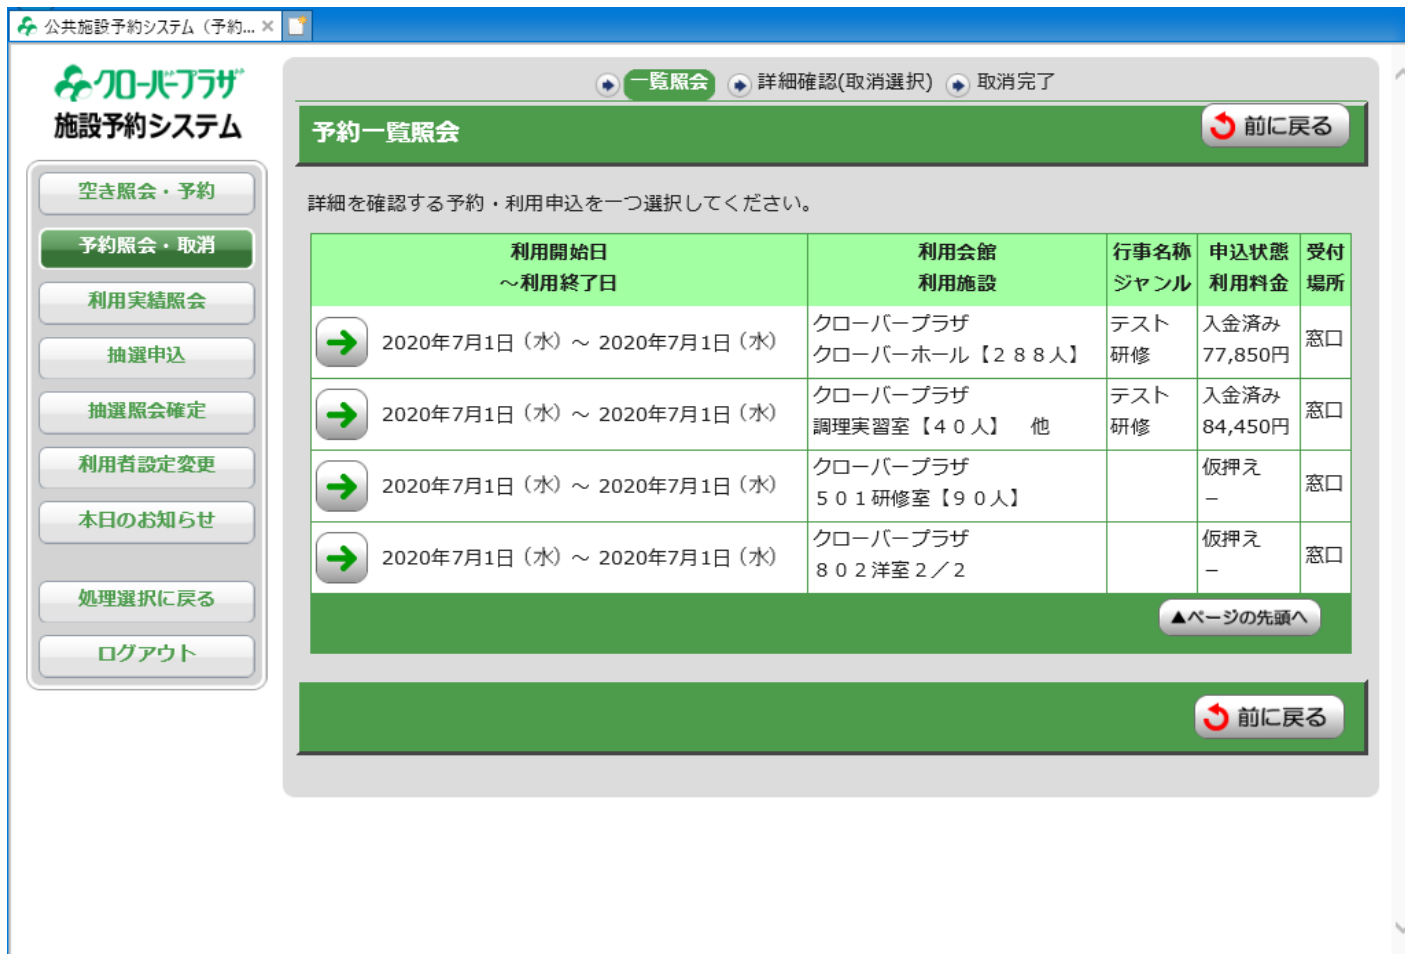 公共施設予約システム（予約...
クローバープラザ
施設予約システム
空き照会・予約
予約照会・取消
利用実績照会
抽選申込
抽選照会確定
利用者設定変更
本日のお知らせ
処理選択に戻る
ログアウト
一覧照会 詳細確認(取消選択) 取消完了
予約一覧照会
前に戻る
詳細を確認する予約・利用申込を一つ選択してください。
利用開始日 利用会館 行事名称 申込状態 受付
～利用終了日 利用施設 ジャンル 利用料金 場所
クローバープラザ テスト 入金済み
2020年7月1日（水）～ 2020年7月1日（水） 窓口
クローバーホール【２８８人】 研修 77,850円
クローバープラザ テスト 入金済み
2020年7月1日（水）～ 2020年7月1日（水） 窓口
調理実習室【４０人】　他 研修 84,450円
クローバープラザ 仮押え
2020年7月1日（水）～ 2020年7月1日（水） 窓口
５０１研修室【９０人】 －
クローバープラザ 仮押え
2020年7月1日（水）～ 2020年7月1日（水） 窓口
８０２洋室２／２ －
▲ページの先頭へ
前に戻る